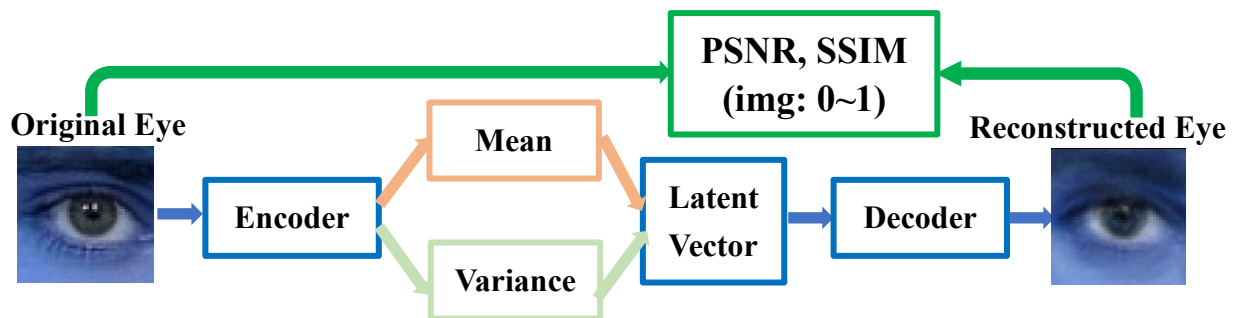 PSNR, SSIM
(img: 0~1)
Original Eye
Reconstructed Eye
Mean
Encoder
Latent
Vector
Decoder
Variance